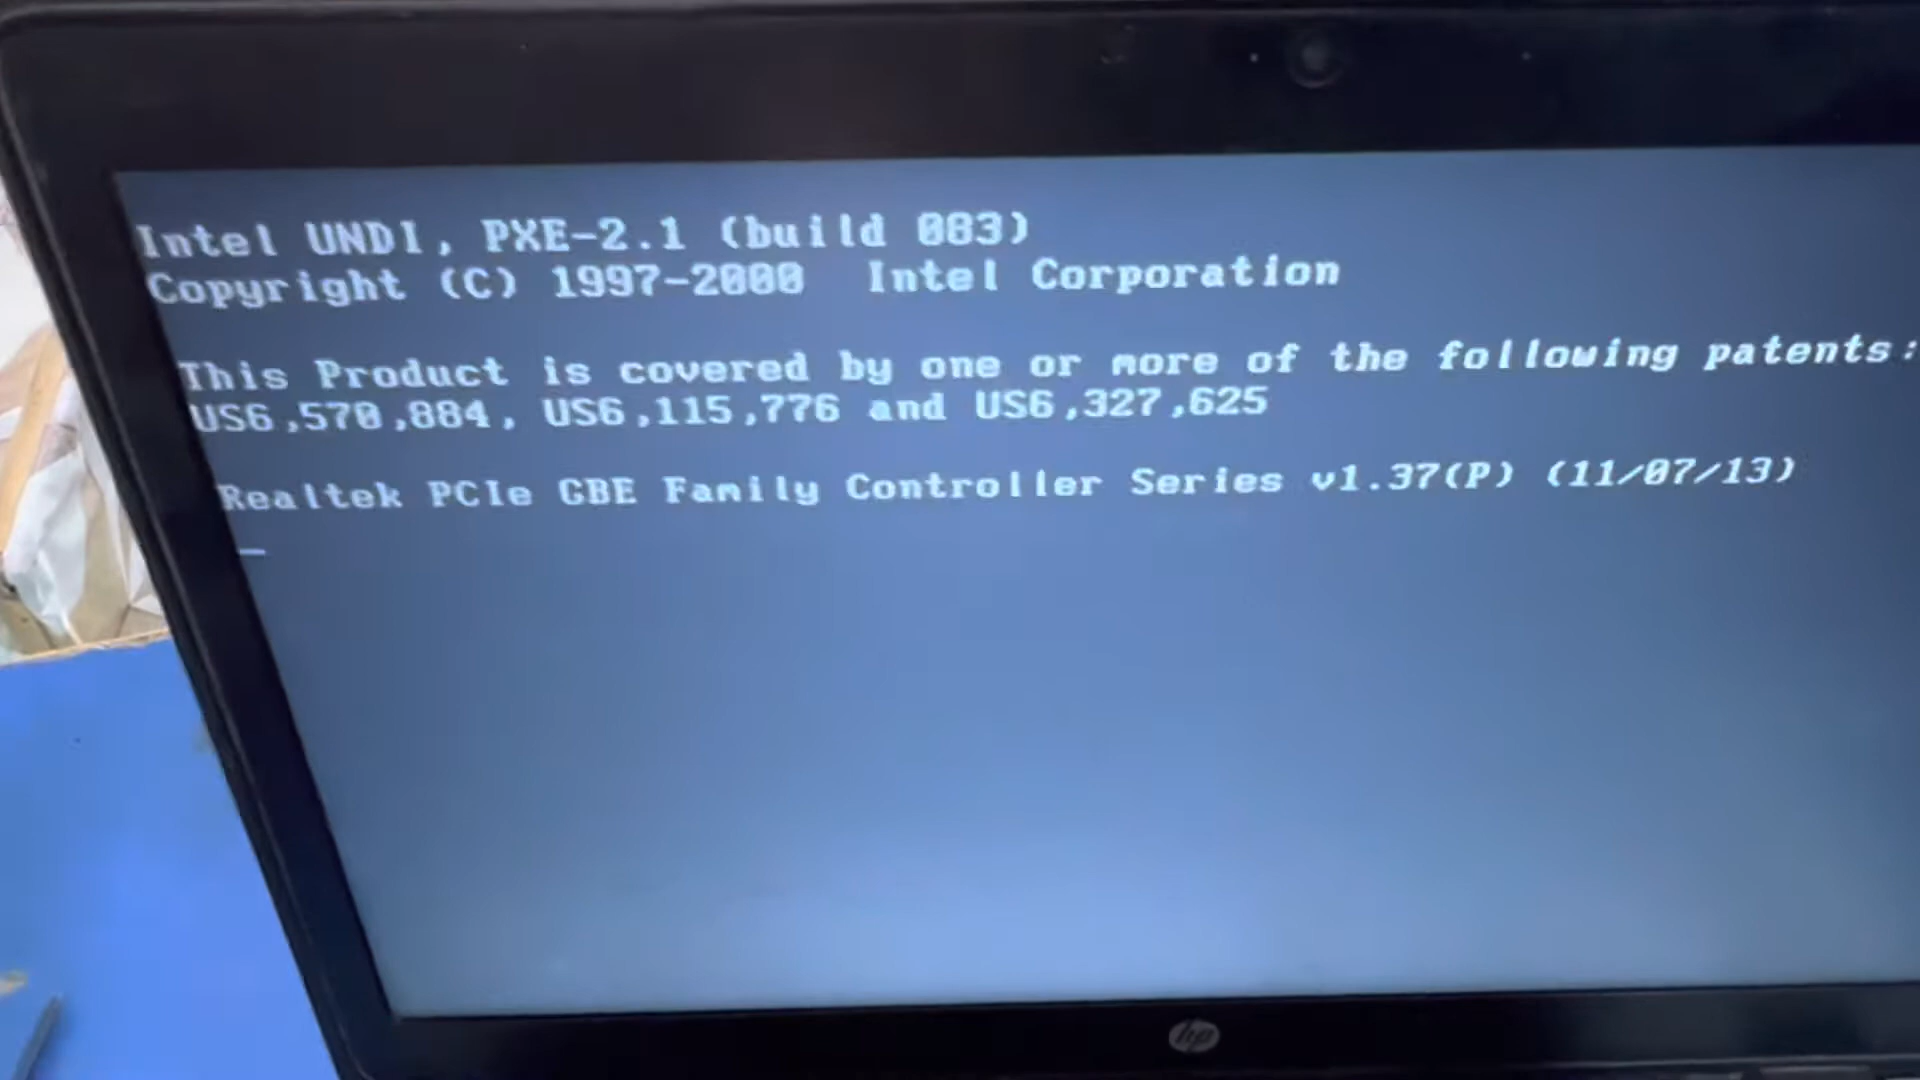 Intel UNDI, PXE-2.1 (build 083)
Copyright (C) 1997-2000  Intel Corporation
This Product is covered by one or more of the following patents:
US6,570,884, US6,115,776 and US6,327,625
Realtek PCIe GBE Family Controller Series v1.37(P) (11/07/13)
hp